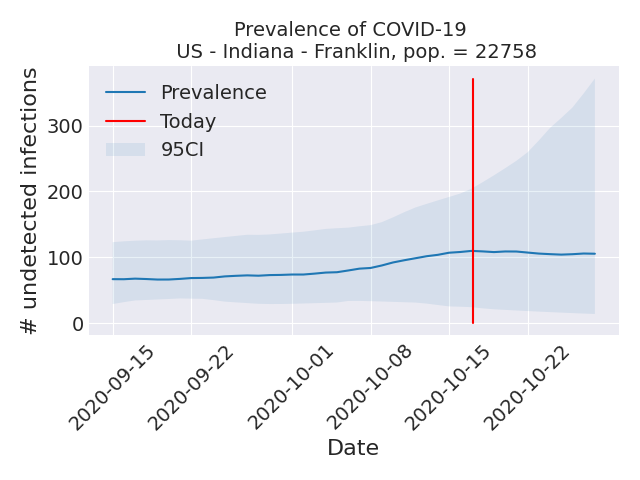 Prevalence of COVID-19
US - Indiana - Franklin, pop. = 22758
# undetected infections
300
200
100
0
Prevalence
Today
95CI
2020-09-15
2020-09-22
2020-10-01
2020-10-08
2020-10-15
2020-10-22
Date